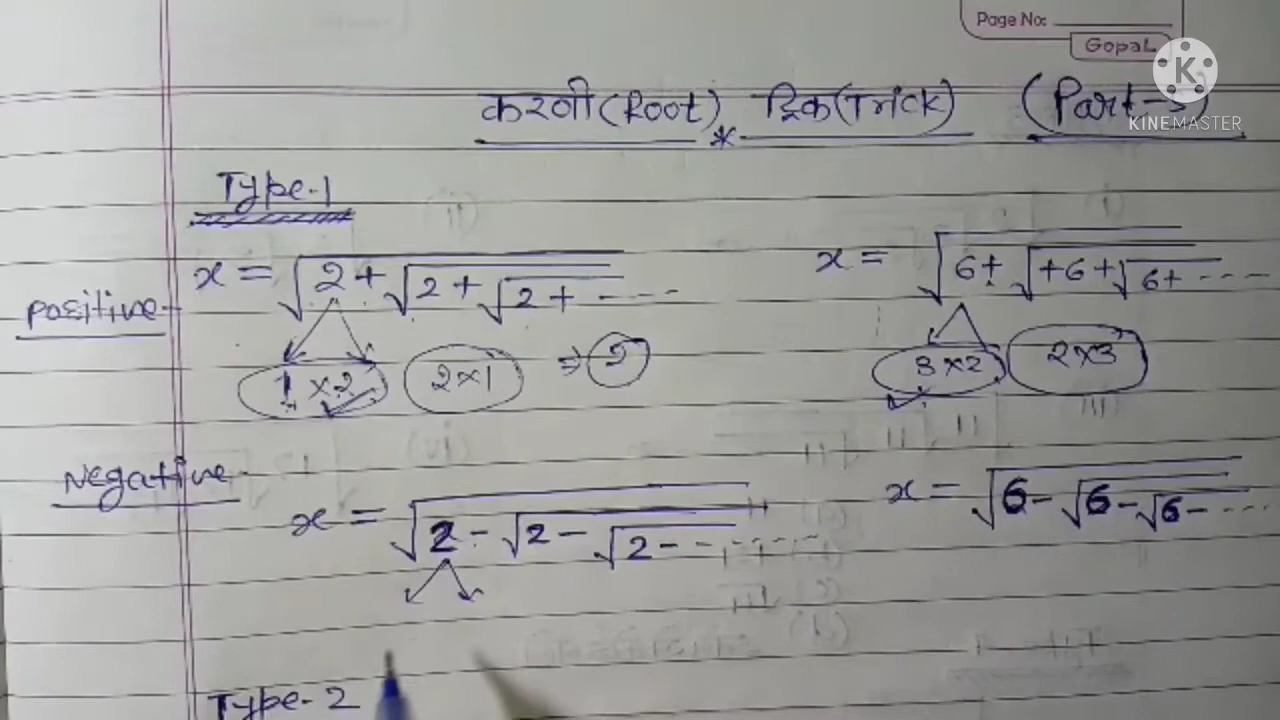 Page No:
Gopal
K
KINEMASTER
करणी (Root) * ट्रिक (Trick) (Part-3)
Type-1
Positive-
x = √2 + √2 + √2 + - - - -
x = √6+ √+6+ √6+ - - - -
1 × 2
2×1
⇒ 2
3 × 2
2×3
Negative-
x = √2 - √2 - √2 - - - - - - -
x = √6 - √6 - √6 - - - -
Type-2